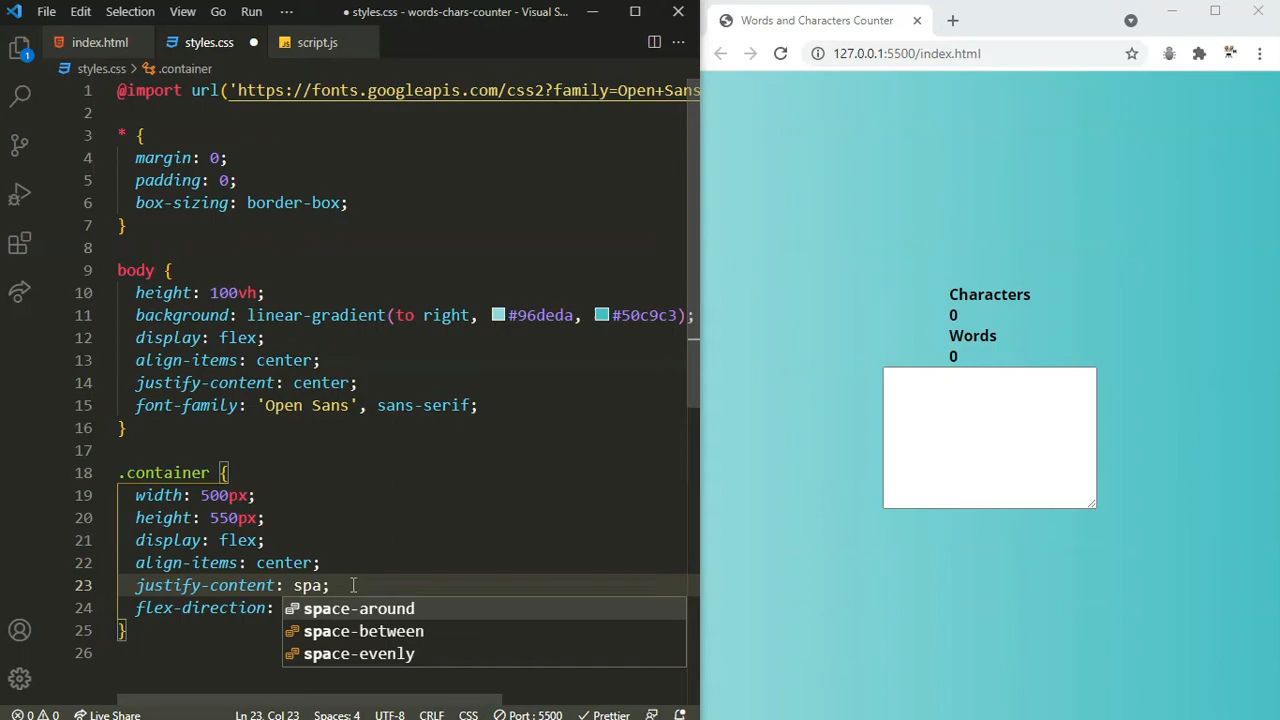 File Edit Selection View Go Run ··· ● styles.css - words-chars-counter - Visual S...
index.html styles.css ● script.js
styles.css > .container
1 @import url('https://fonts.googleapis.com/css2?family=Open+Sans
2
3 * {
4 margin: 0;
5 padding: 0;
6 box-sizing: border-box;
7 }
8
9 body {
10 height: 100vh;
11 background: linear-gradient(to right, #96deda, #50c9c3);
12 display: flex;
13 align-items: center;
14 justify-content: center;
15 font-family: 'Open Sans', sans-serif;
16 }
17
18 .container {
19 width: 500px;
20 height: 550px;
21 display: flex;
22 align-items: center;
23 justify-content: spa;
24 flex-direction:
25 }
26
space-around
space-between
space-evenly
1
0 0 Live Share Ln 23, Col 23 Spaces: 4 UTF-8 CRLF CSS Port : 5500 Prettier
Words and Characters Counter
127.0.0.1:5500/index.html
Characters
0
Words
0